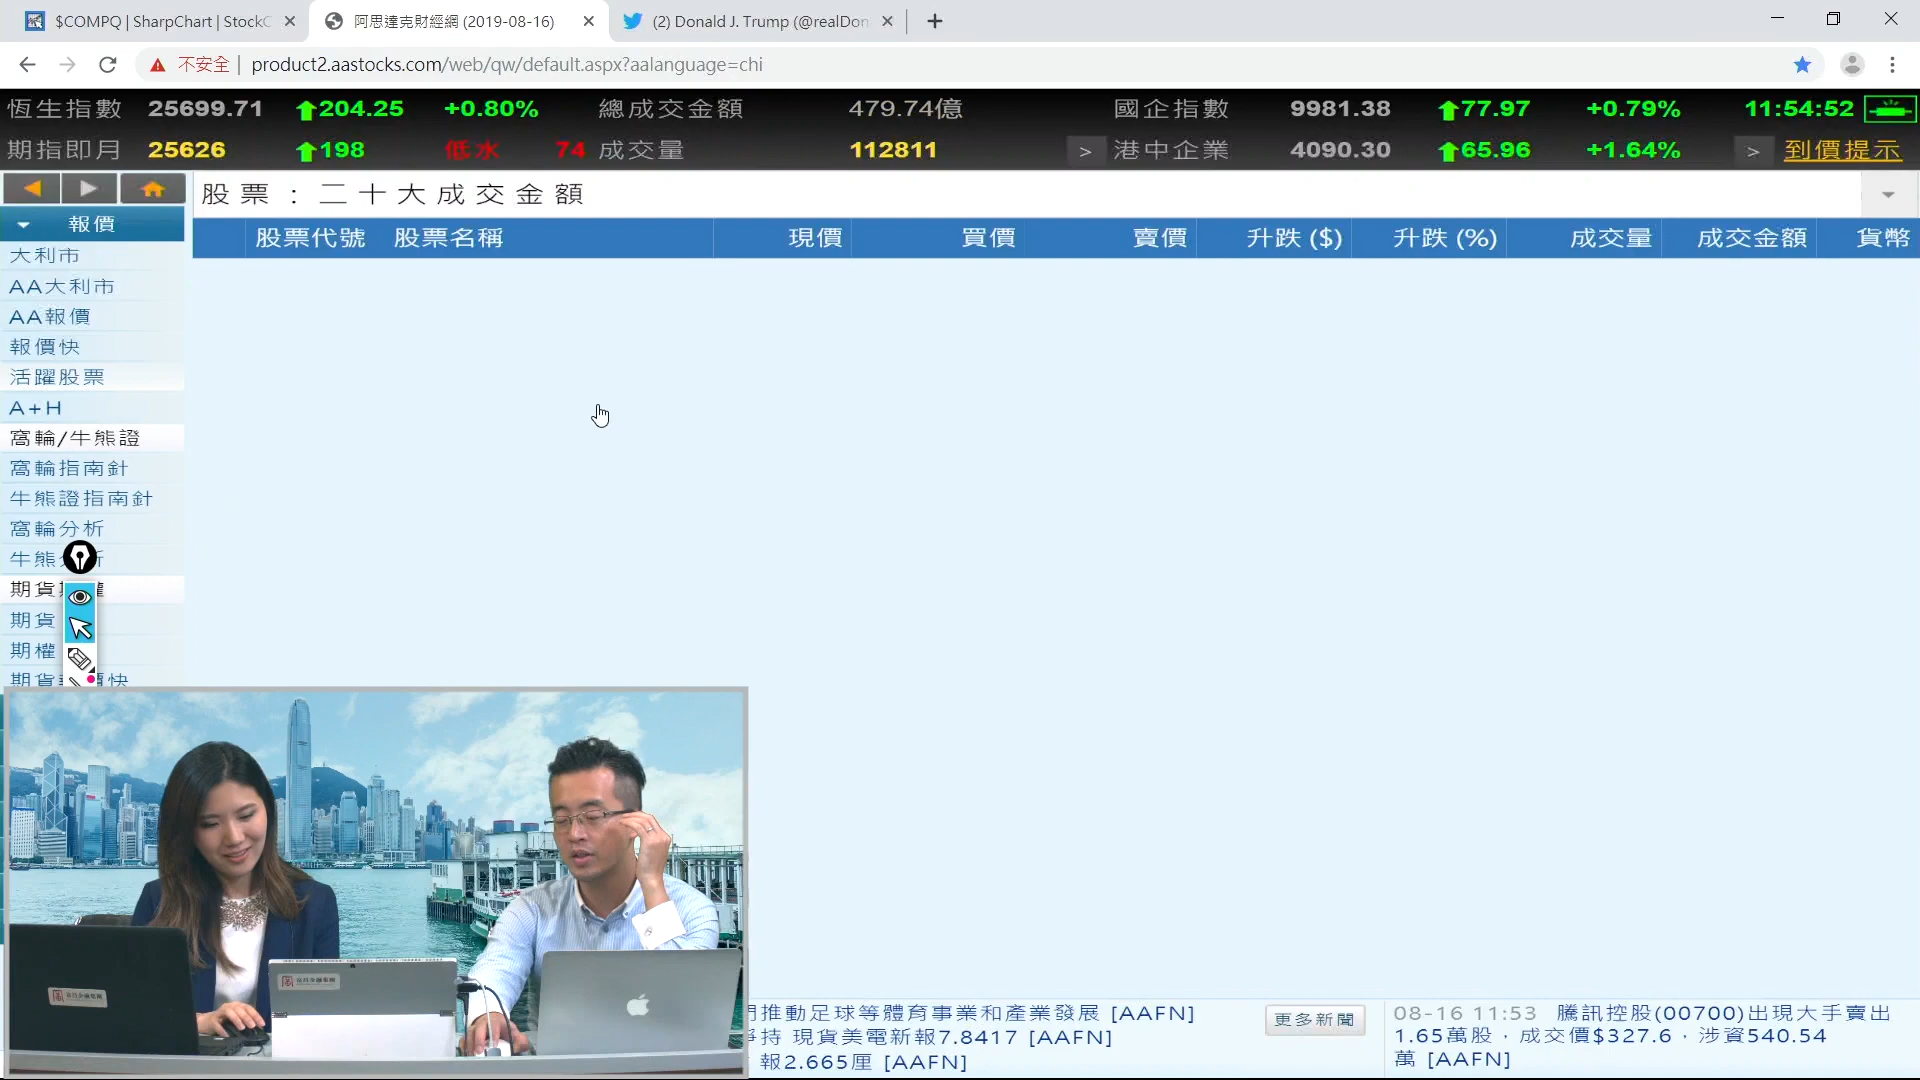 $COMPQ | SharpChart | StockC
阿思達克財經網 (2019-08-16)
(2) Donald J. Trump (@realDon
不安全 | product2.aastocks.com/web/qw/default.aspx?aalanguage=chi
恆生指數 25699.71 204.25 +0.80% 總成交金額 479.74億 國企指數 9981.38 77.97 +0.79% 11:54:52
期指即月 25626 198 低水 74 成交量 112811 > 港中企業 4090.30 65.96 +1.64% > 到價提示
股票 : 二十大成交金額
報價
股票代號 股票名稱 現價 買價 賣價 升跌 ($) 升跌 (%) 成交量 成交金額 貨幣
大利市
AA大利市
AA報價
報價快
活躍股票
A+H
窩輪/牛熊證
窩輪指南針
牛熊證指南針
窩輪分析
牛熊 析
期貨 權
期貨
期權
期貨 快
推動足球等體育事業和產業發展 [AAFN]
持 現貨美電新報7.8417 [AAFN]
報2.665厘 [AAFN]
更多新聞
08-16 11:53 騰訊控股(00700)出現大手賣出
1.65萬股，成交價$327.6，涉資540.54
萬 [AAFN]